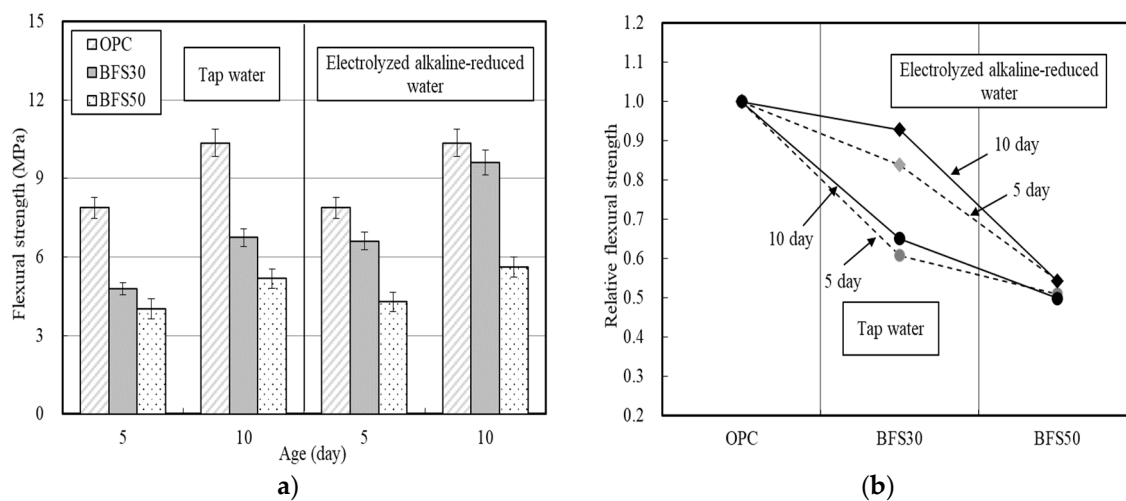 15
12
9
6
3
0
Flexural strength (MPa)
OPC
BFS30
BFS50
Tap water
Electrolyzed alkaline-reduced
water
5
10
5
10
Age (day)
a)
1.2
1.1
1.0
0.9
0.8
0.7
0.6
0.5
0.4
0.3
0.2
Relative flexural strength
Electrolyzed alkaline-reduced
water
10 day
5 day
10 day
5 day
Tap water
OPC
BFS30
BFS50
(b)